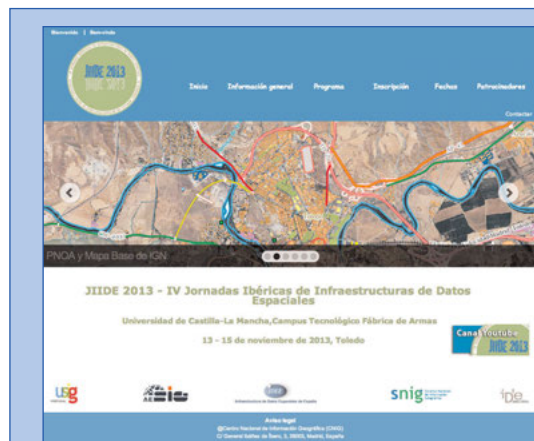 Bienvenido | Bem-vindo
JIIDE 2013
Inicio Información general Programa Inscripción Fechas Patrocinadores
Contactar
PNOA y Mapa Base de IGN
JIIDE 2013 - IV Jornadas Ibéricas de Infraestructuras de Datos
Espaciales
Universidad de Castilla-La Mancha,Campus Tecnológico Fábrica de Armas
13 - 15 de noviembre de 2013, Toledo
Canal Youtube
JIIDE 2013
usig
snig
Aviso legal
@Centro Nacional de Información Geográfica (CNIG)
C/ General Ibáñez de Ibero, 3, 28003, Madrid, España